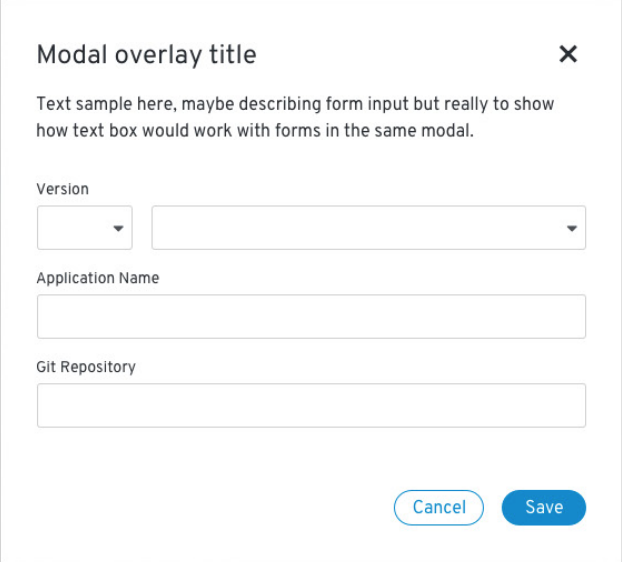 Modal overlay title
Text sample here, maybe describing form input but really to show
how text box would work with forms in the same modal.
Version
Application Name
Git Repository
Cancel Save